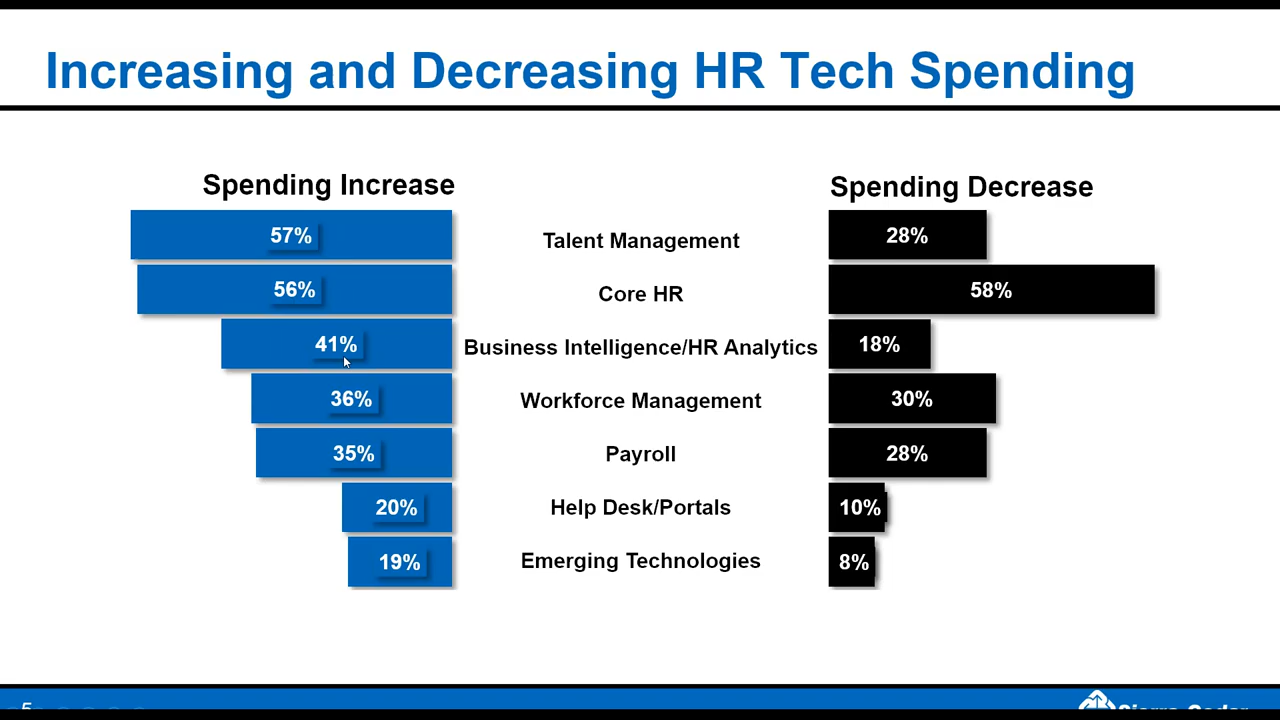 Increasing and Decreasing HR Tech Spending
Spending Increase
Spending Decrease
57%
Talent Management
28%
56%
Core HR
58%
41%
Business Intelligence/HR Analytics
18%
36%
Workforce Management
30%
35%
Payroll
28%
20%
Help Desk/Portals
10%
19%
Emerging Technologies
8%
5